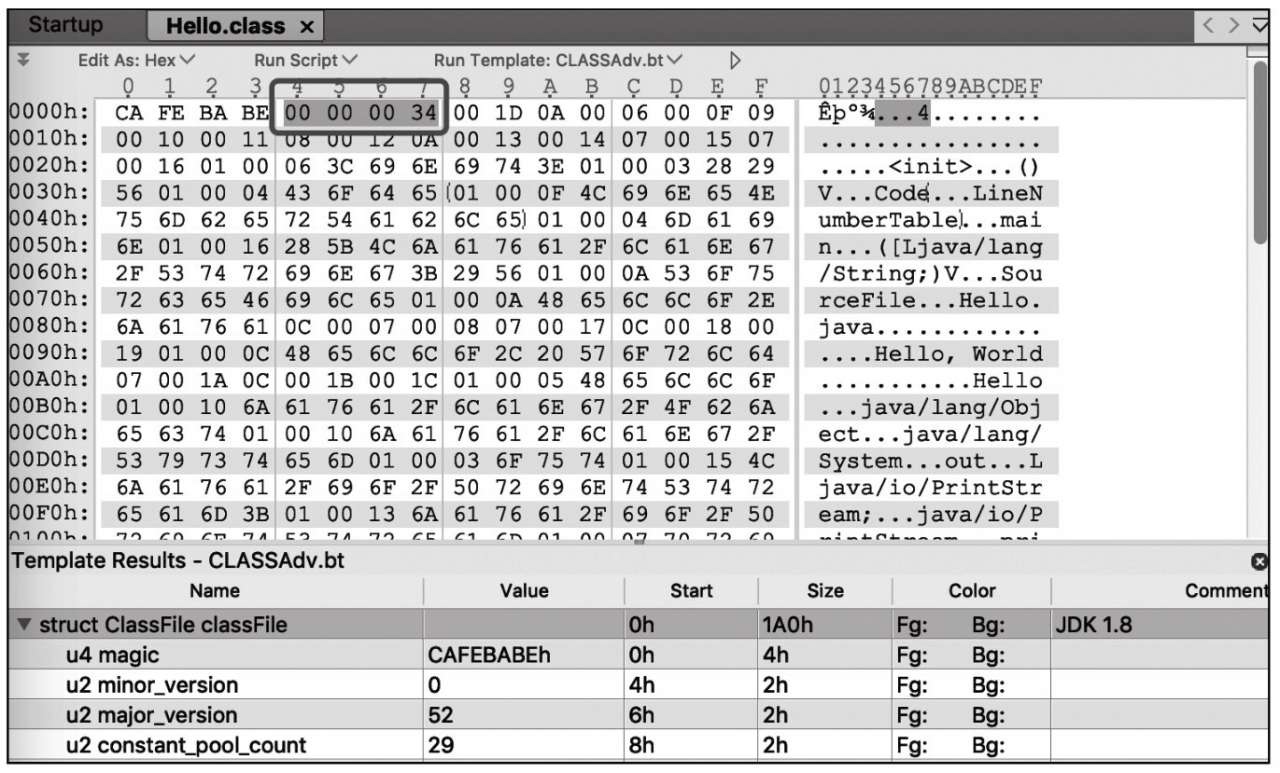 Startup Hello.class ×
Edit As: Hex Run Script Run Template: CLASSAdv.bt
0 1 2 3 4 5 6 7 8 9 A B C D E F 0123456789ABCDEF
0000h: CA FE BA BE 00 00 00 34 00 1D 0A 00 06 00 0F 09 Êþº¾...4........
0010h: 00 10 00 11 08 00 12 0A 00 13 00 14 07 00 15 07 ................
0020h: 00 16 01 00 06 3C 69 6E 69 74 3E 01 00 03 28 29 .....<init>...()
0030h: 56 01 00 04 43 6F 64 65 01 00 0F 4C 69 6E 65 4E V...Code...LineN
0040h: 75 6D 62 65 72 54 61 62 6C 65 01 00 04 6D 61 69 umberTable...mai
0050h: 6E 01 00 16 28 5B 4C 6A 61 76 61 2F 6C 61 6E 67 n...([Ljava/lang
0060h: 2F 53 74 72 69 6E 67 3B 29 56 01 00 0A 53 6F 75 /String;)V...Sou
0070h: 72 63 65 46 69 6C 65 01 00 0A 48 65 6C 6C 6F 2E rceFile...Hello.
0080h: 6A 61 76 61 0C 00 07 00 08 07 00 17 0C 00 18 00 java............
0090h: 19 01 00 0C 48 65 6C 6C 6F 2C 20 57 6F 72 6C 64 ....Hello, World
00A0h: 07 00 1A 0C 00 1B 00 1C 01 00 05 48 65 6C 6C 6F ...........Hello
00B0h: 01 00 10 6A 61 76 61 2F 6C 61 6E 67 2F 4F 62 6A ...java/lang/Obj
00C0h: 65 63 74 01 00 10 6A 61 76 61 2F 6C 61 6E 67 2F ect...java/lang/
00D0h: 53 79 73 74 65 6D 01 00 03 6F 75 74 01 00 15 4C System...out...L
00E0h: 6A 61 76 61 2F 69 6F 2F 50 72 69 6E 74 53 74 72 java/io/PrintStr
00F0h: 65 61 6D 3B 01 00 13 6A 61 76 61 2F 69 6F 2F 50 eam;...java/io/P
0100h: 72 69 6E 74 53 74 72 65 61 6D 01 00 07 70 72 69 rintStream...pri
Template Results - CLASSAdv.bt
Name Value Start Size Color Comment
struct ClassFile classFile 0h 1A0h Fg: Bg: JDK 1.8
u4 magic CAFEBABEh 0h 4h Fg: Bg:
u2 minor_version 0 4h 2h Fg: Bg:
u2 major_version 52 6h 2h Fg: Bg:
u2 constant_pool_count 29 8h 2h Fg: Bg: